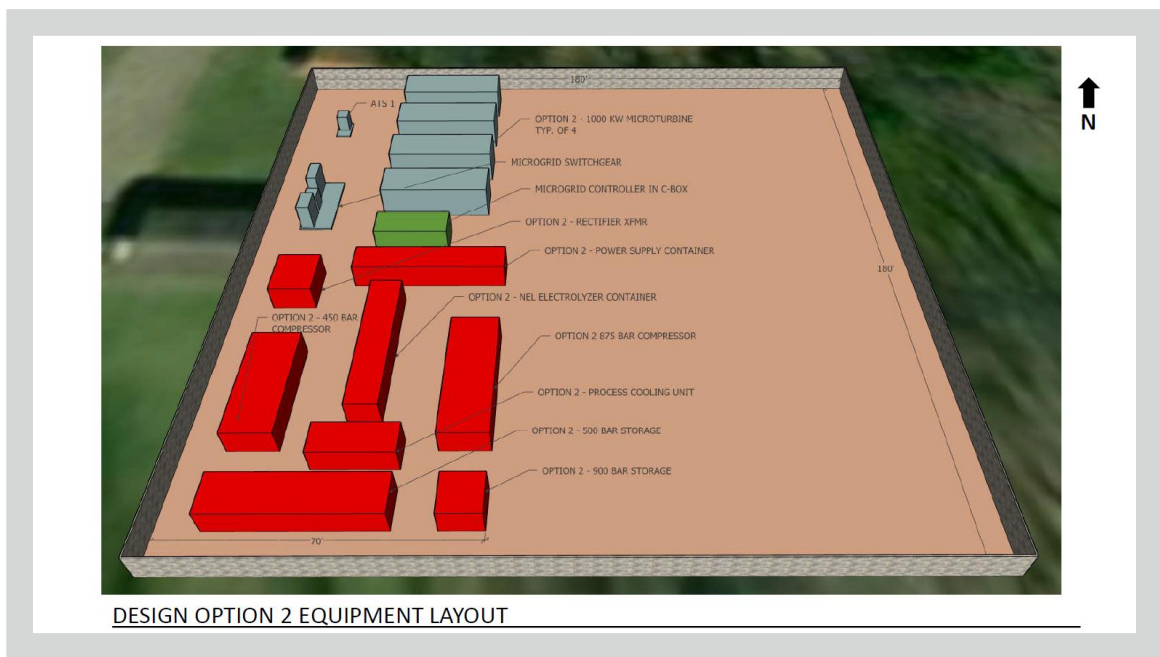 180'
N
ATS 1
OPTION 2 - 1000 KW MICROTURBINE
TYP. OF 4
MICROGRID SWITCHGEAR
MICROGRID CONTROLLER IN C-BOX
OPTION 2 - RECTIFIER XFMR
OPTION 2 - POWER SUPPLY CONTAINER
180'
OPTION 2 - NEL ELECTROLYZER CONTAINER
OPTION 2 - 450 BAR
COMPRESSOR
OPTION 2 875 BAR COMPRESSOR
OPTION 2 - PROCESS COOLING UNIT
OPTION 2 - 500 BAR STORAGE
OPTION 2 - 900 BAR STORAGE
70'
DESIGN OPTION 2 EQUIPMENT LAYOUT